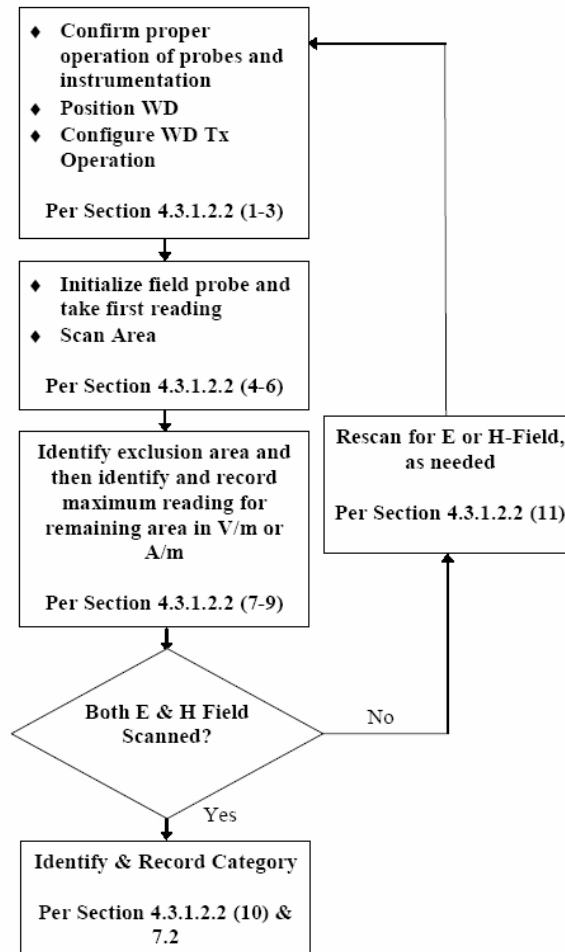 ♦ Confirm proper
operation of probes and
instrumentation
♦ Position WD
♦ Configure WD Tx
Operation
Per Section 4.3.1.2.2 (1-3)
♦ Initialize field probe and
take first reading
♦ Scan Area
Per Section 4.3.1.2.2 (4-6)
Identify exclusion area and
then identify and record
maximum reading for
remaining area in V/m or
A/m
Per Section 4.3.1.2.2 (7-9)
Rescan for E or H-Field,
as needed
Per Section 4.3.1.2.2 (11)
Both E & H Field
Scanned?
No
Yes
Identify & Record Category
Per Section 4.3.1.2.2 (10) &
7.2